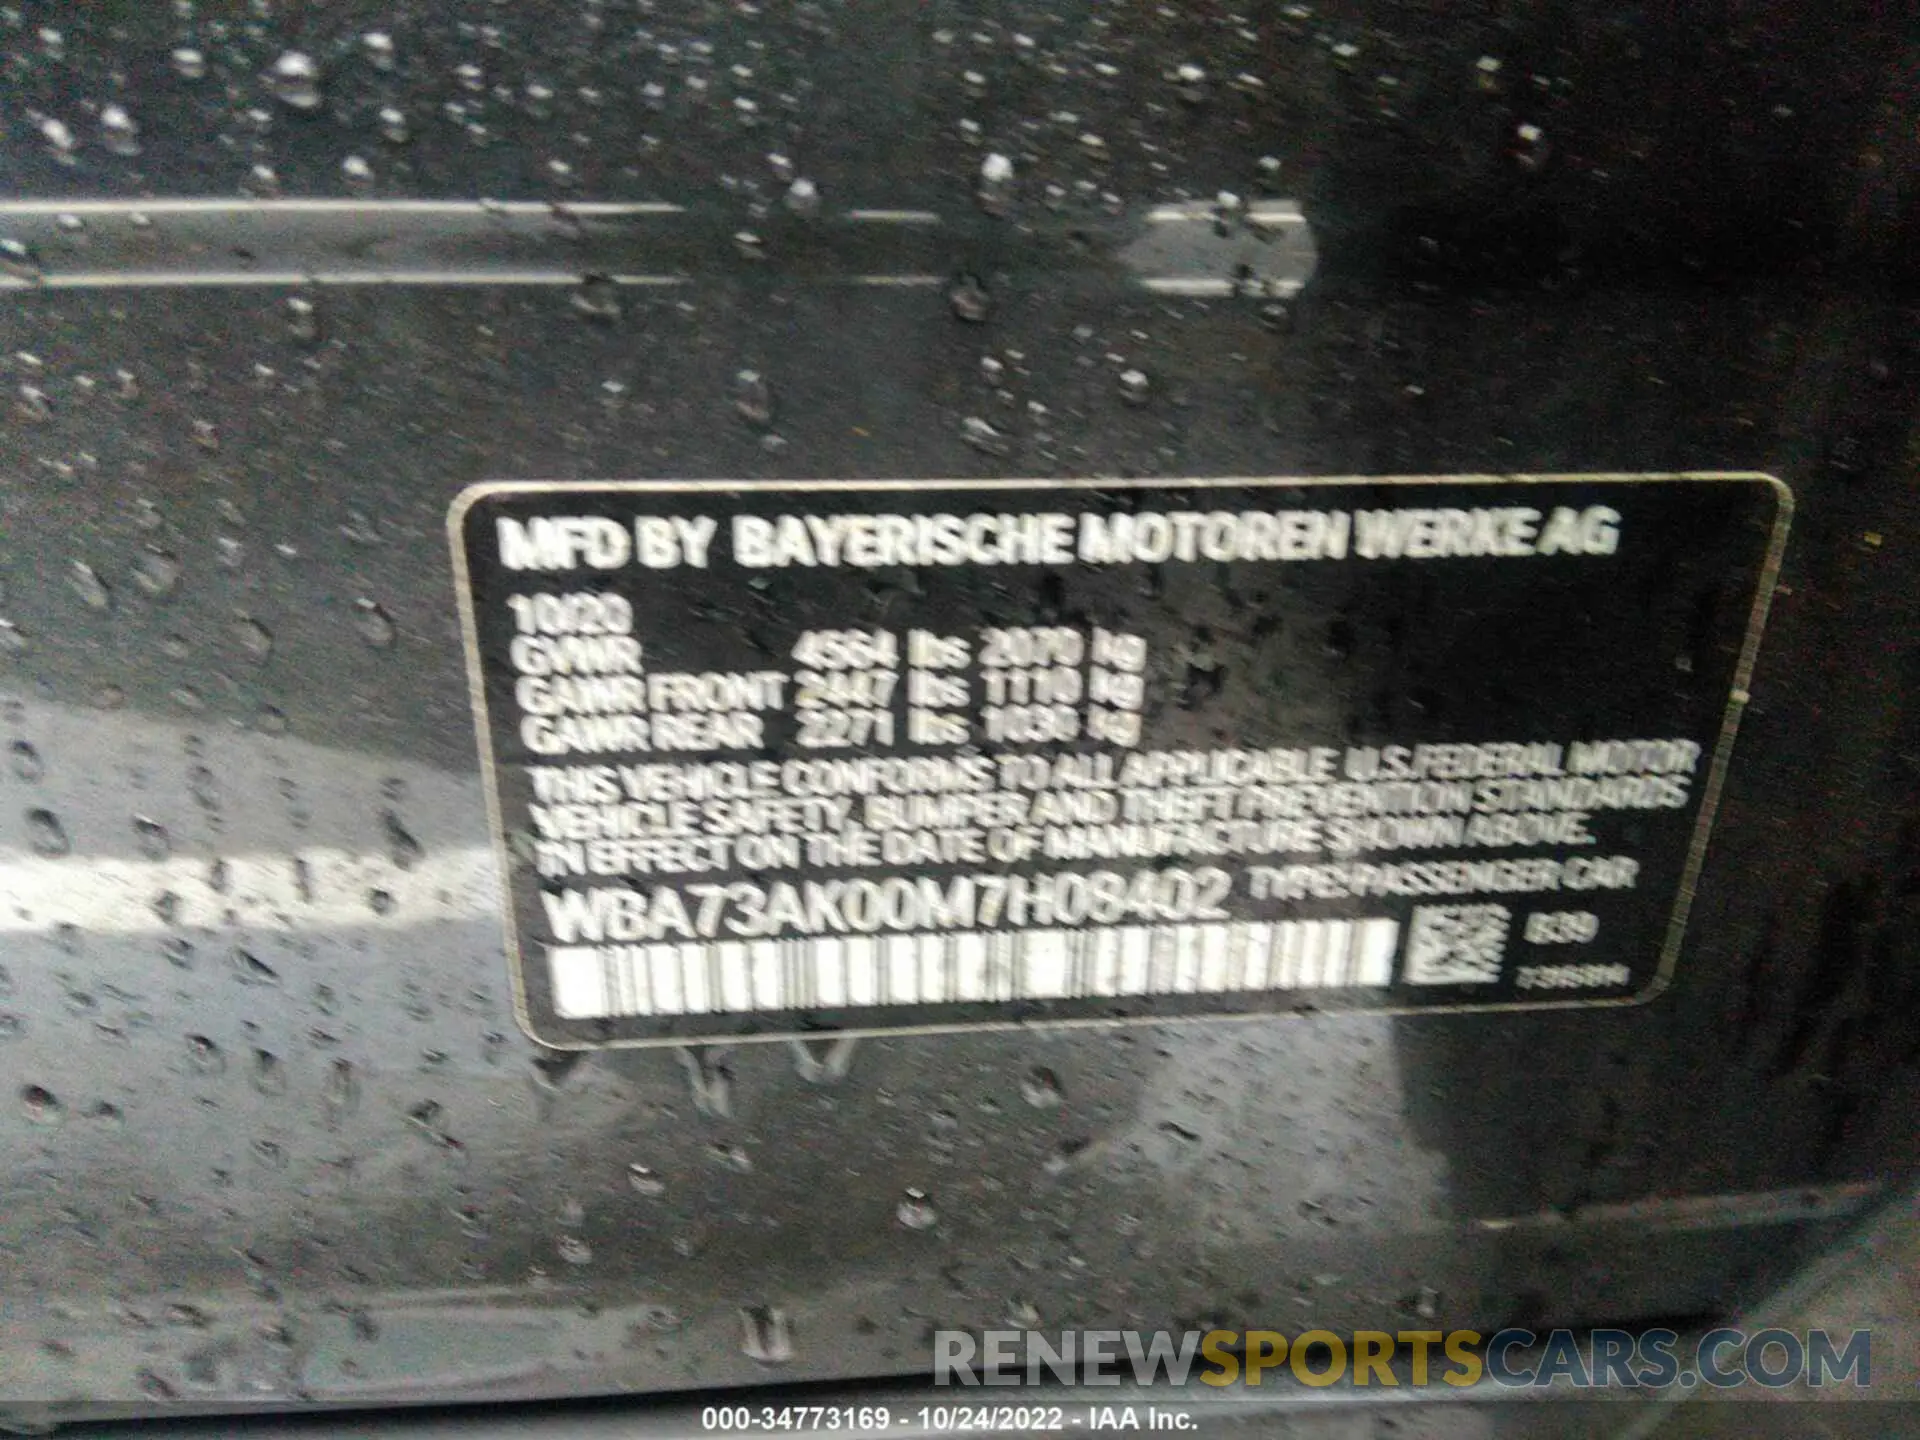 MFD BY BAYERISCHE MOTOREN WERKE AG
10/20
GVWR 4564 lbs 2070 kg
GAWR FRONT 2447 lbs 1110 kg
GAWR REAR 2271 lbs 1030 kg
THIS VEHICLE CONFORMS TO ALL APPLICABLE U.S. FEDERAL MOTOR
VEHICLE SAFETY, BUMPER AND THEFT PREVENTION STANDARDS
IN EFFECT ON THE DATE OF MANUFACTURE SHOWN ABOVE.
WBA73AK00M7H08402 TYPE: PASSENGER CAR
B39
RENEWSPORTSCARS.COM
000-34773169 - 10/24/2022 - IAA Inc.